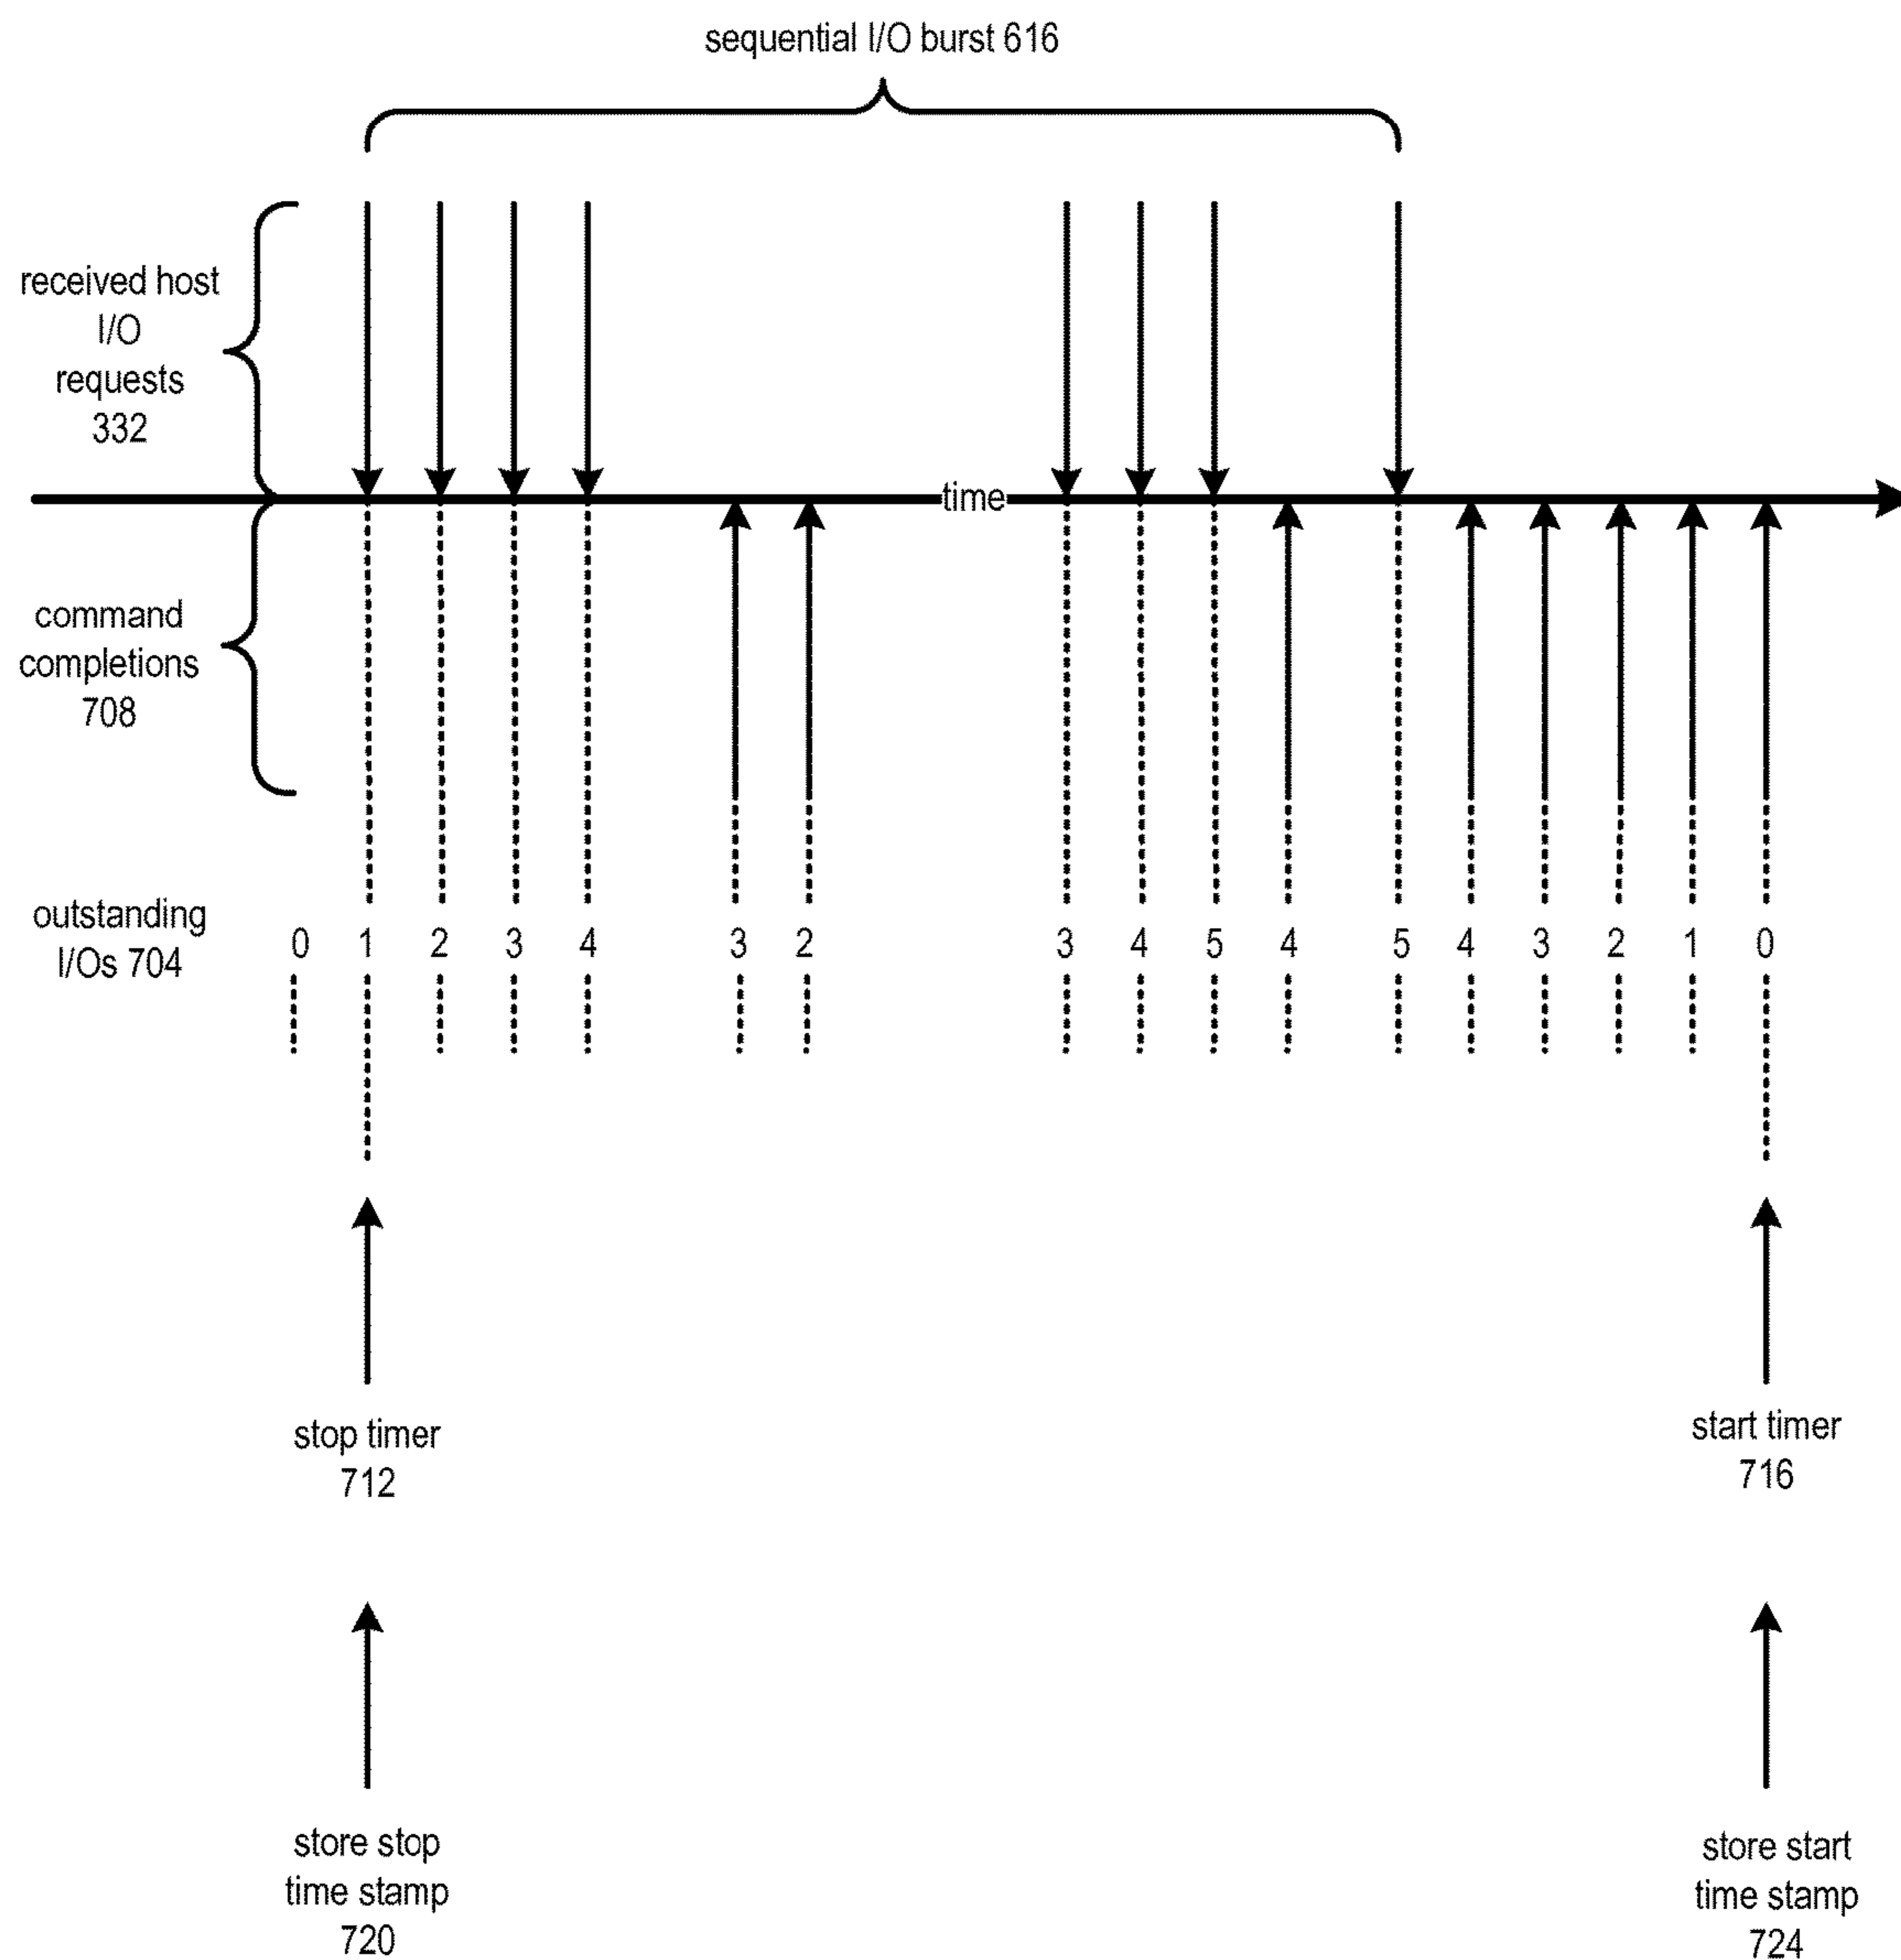 sequential I/O burst 616
received host
I/O
requests
332
time
command
completions
708
outstanding
I/Os 704
0 1 2 3 4 3 2 3 4 5 4 5 4 3 2 1 0
stop timer
712
start timer
716
store stop
time stamp
720
store start
time stamp
724